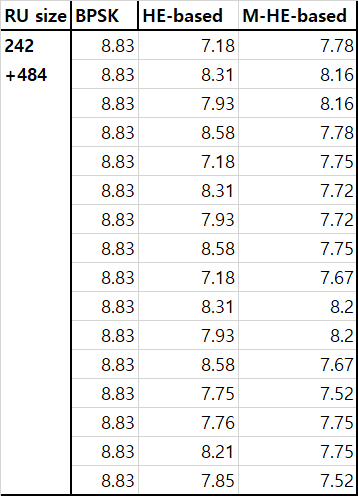 RU size BPSK HE-based M-HE-based
242 8.83 7.18 7.78
+484 8.83 8.31 8.16
8.83 7.93 8.16
8.83 8.58 7.78
8.83 7.18 7.75
8.83 8.31 7.72
8.83 7.93 7.72
8.83 8.58 7.75
8.83 7.18 7.67
8.83 8.31 8.2
8.83 7.93 8.2
8.83 8.58 7.67
8.83 7.75 7.52
8.83 7.76 7.75
8.83 8.21 7.75
8.83 7.85 7.52